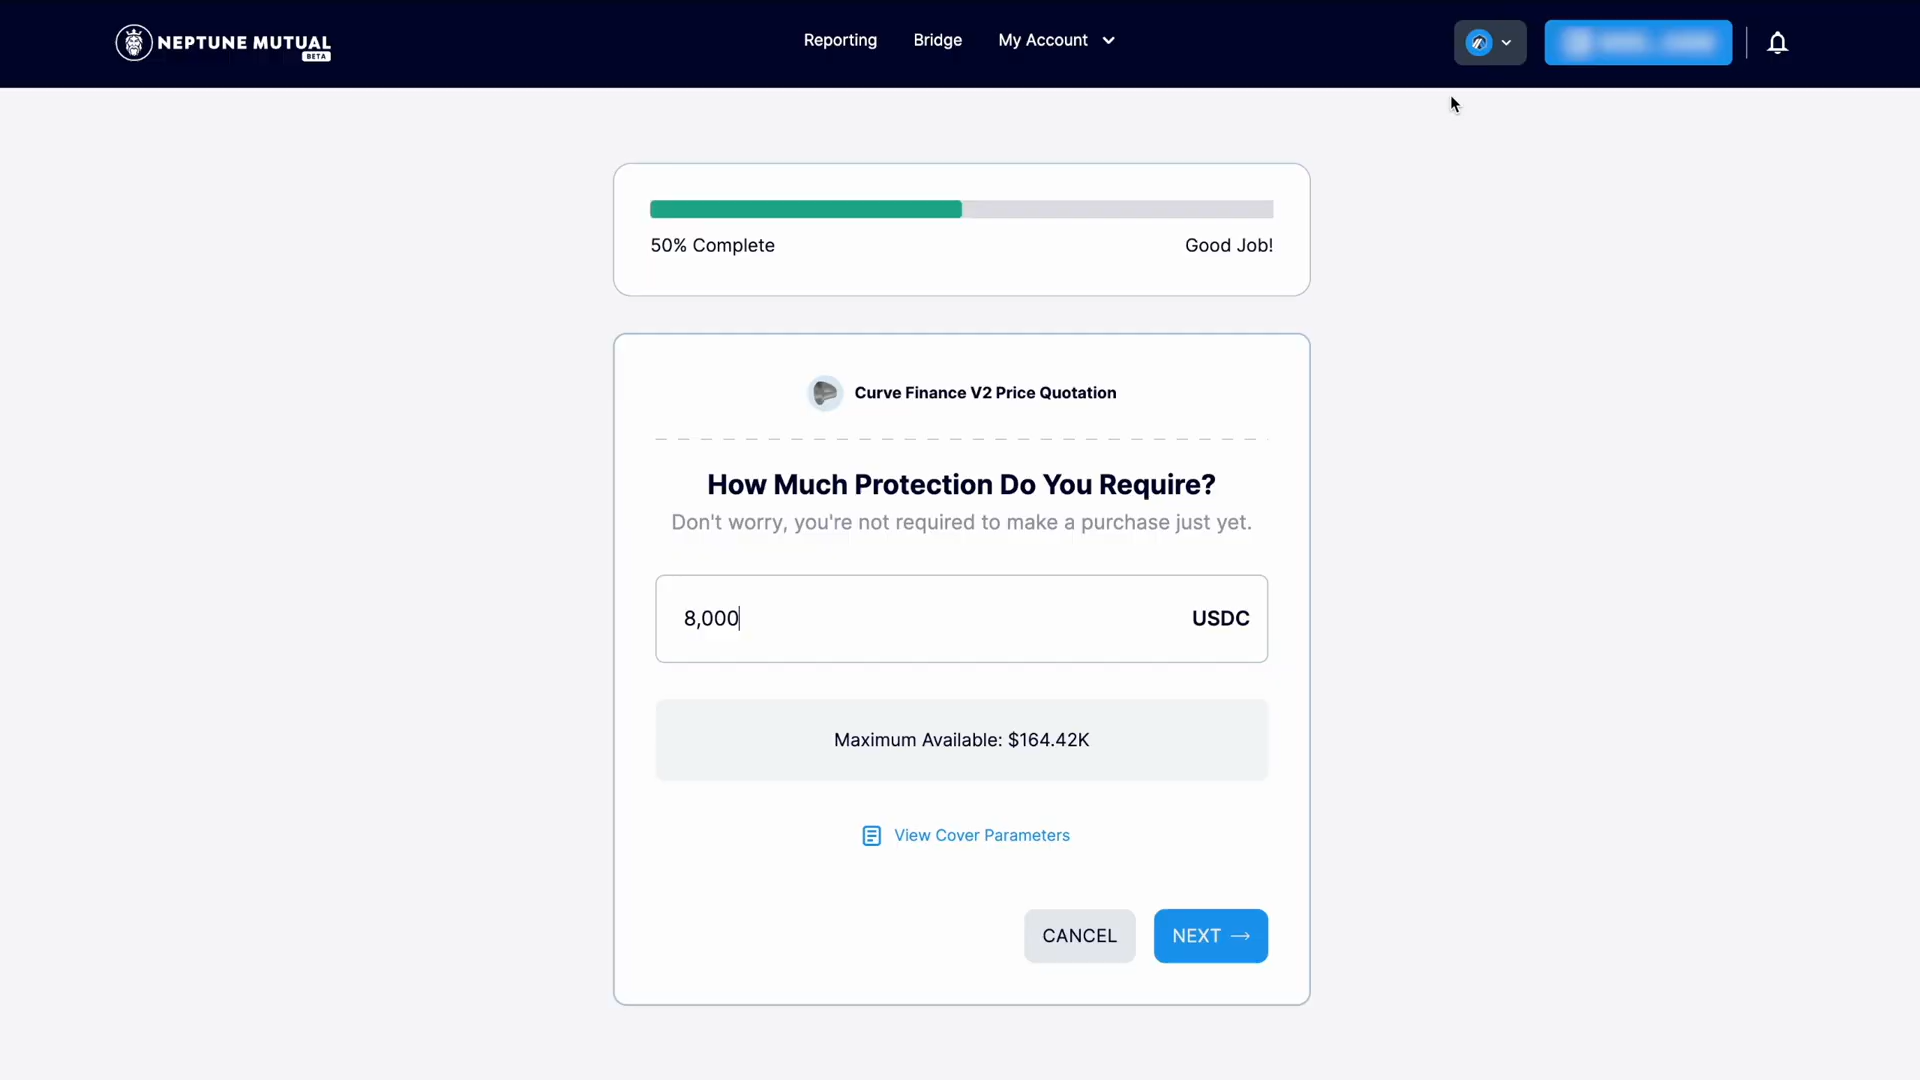 NEPTUNE MUTUAL
BETA
Reporting
Bridge
My Account
50% Complete
Good Job!
Curve Finance V2 Price Quotation
How Much Protection Do You Require?
Don't worry, you're not required to make a purchase just yet.
8,000
USDC
Maximum Available: $164.42K
View Cover Parameters
CANCEL
NEXT →